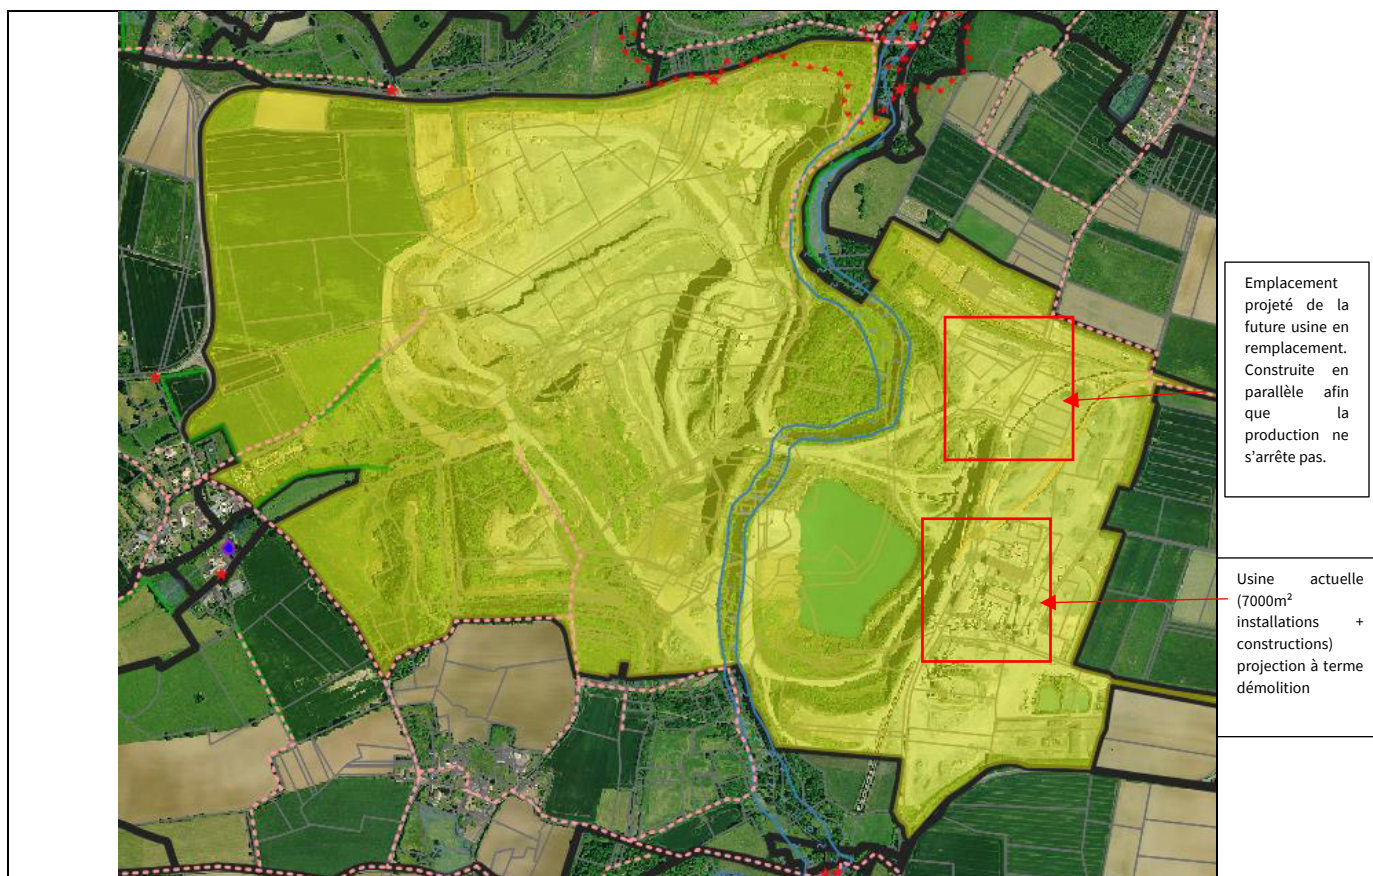 Emplacement
projeté de la
future usine en
remplacement.
Construite en
parallèle afin
que la
production ne
s’arrête pas.
Usine actuelle
(7000m²
installations +
constructions)
projection à terme
démolition